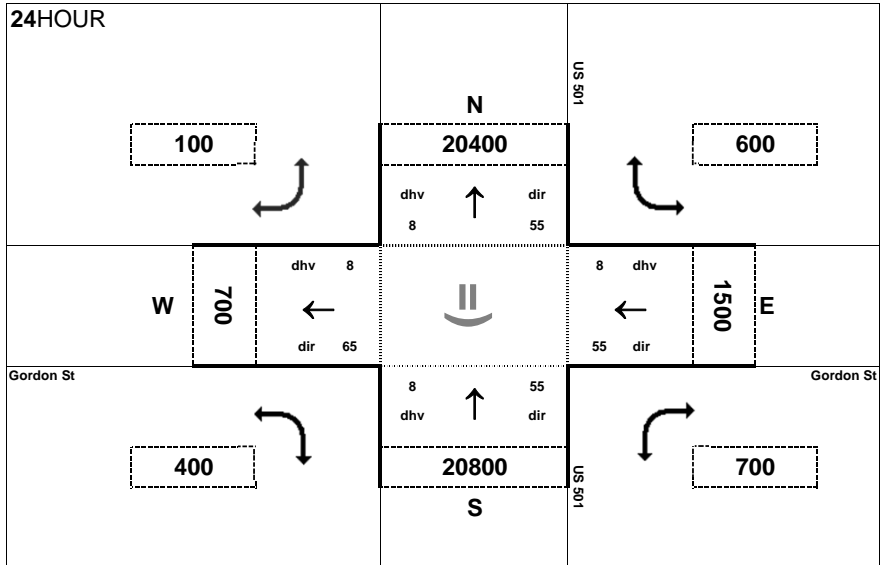 24HOUR
US 501
N
100
20400
600
dhv
dir
8
55
dhv 8
8 dhv
W
700
1500
E
dir 65
55 dir
Gordon St
Gordon St
8
55
dhv
dir
400
20800
700
US 501
S